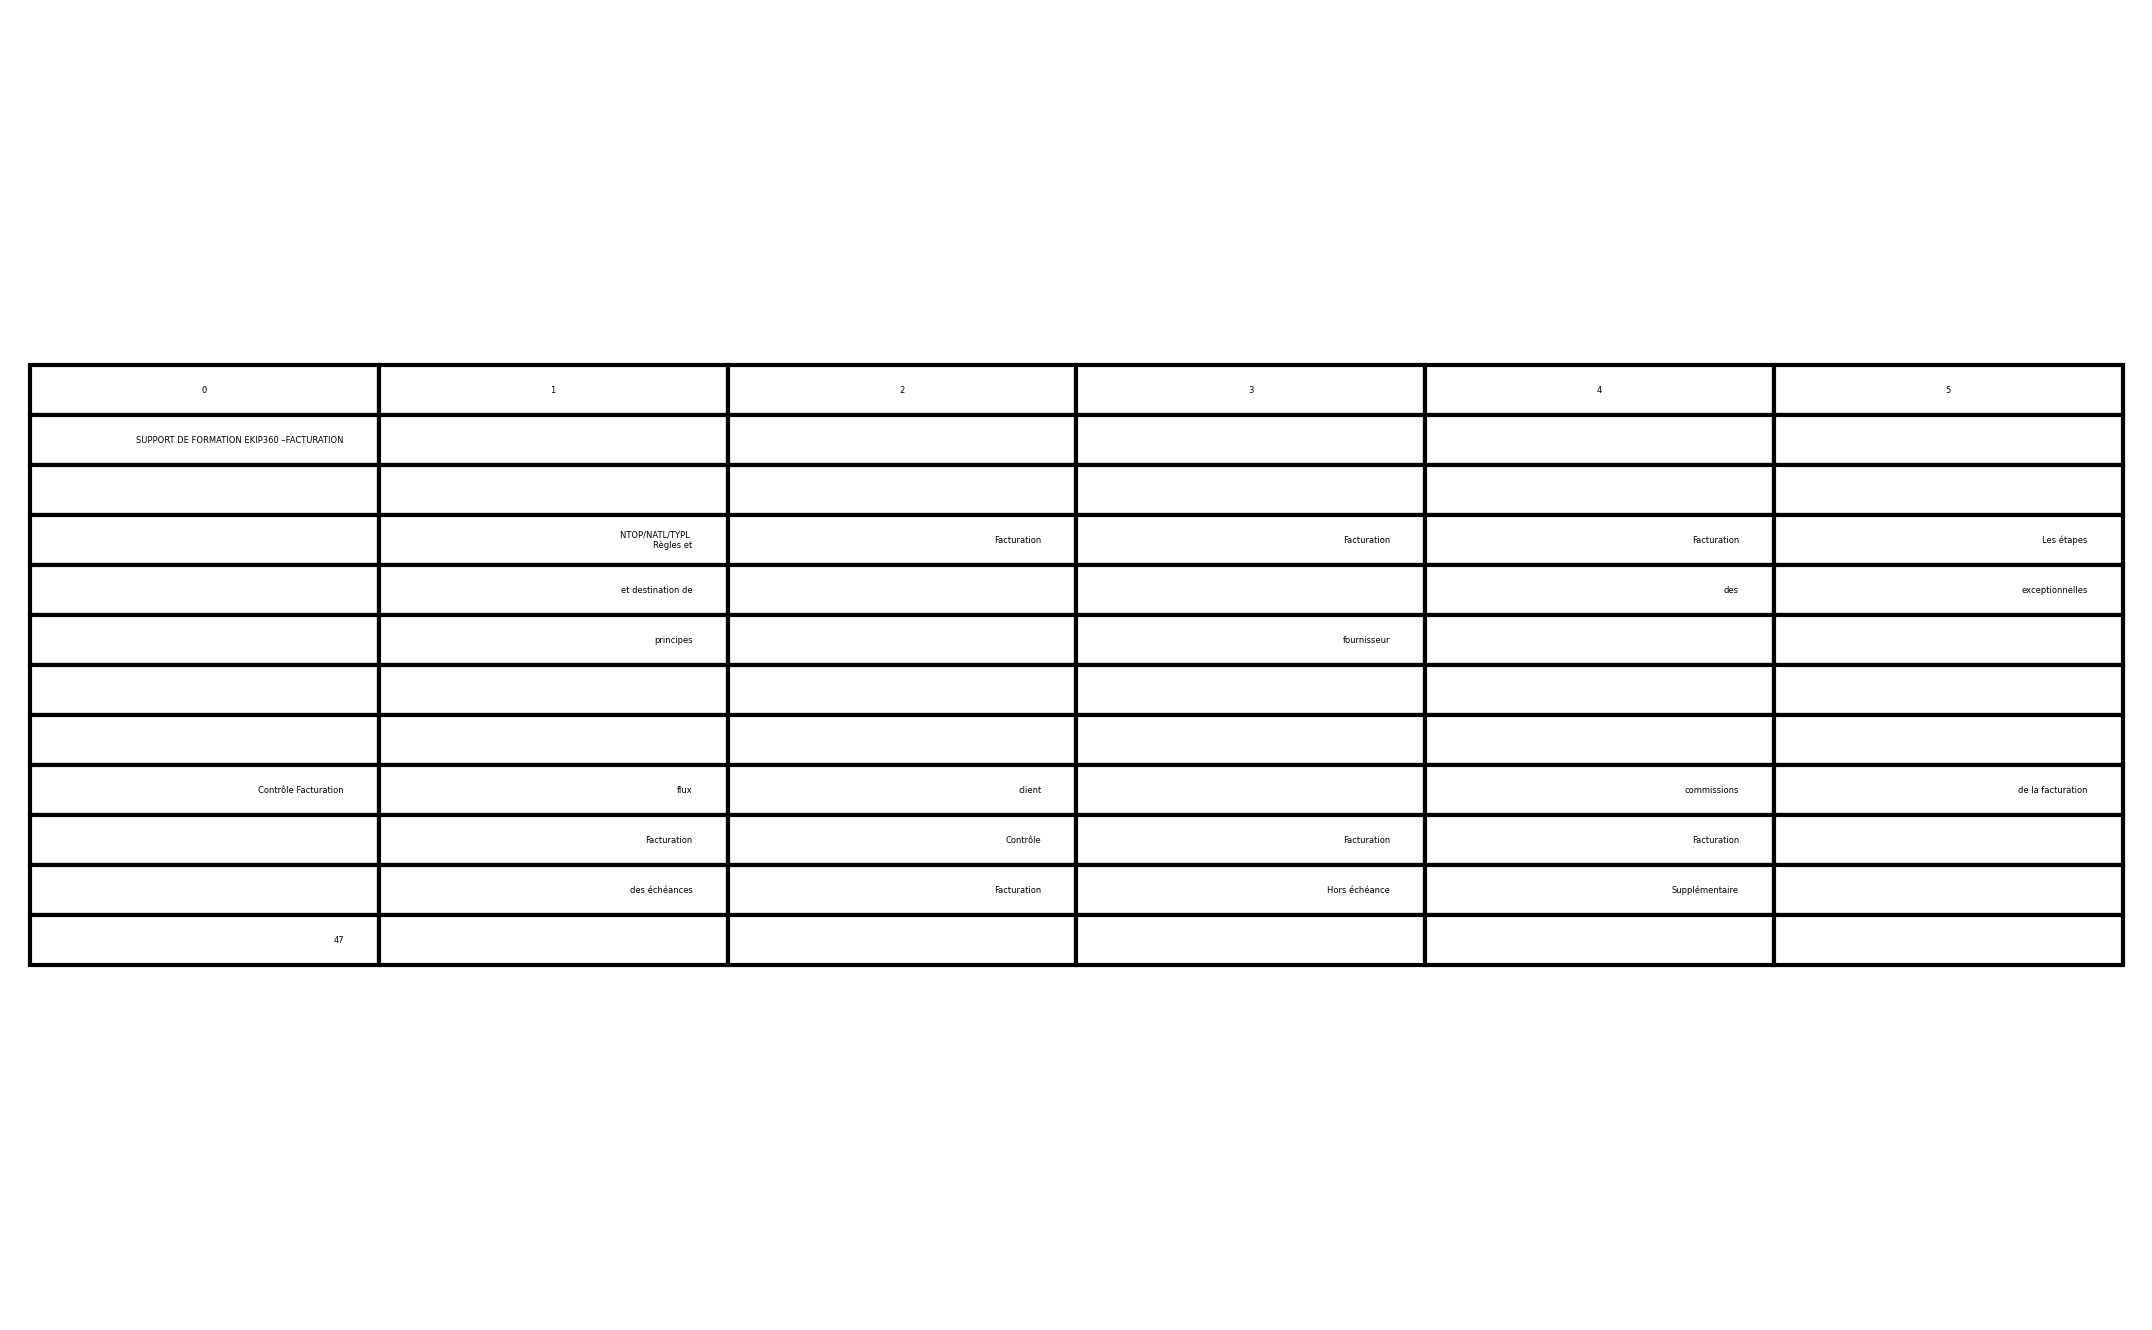 0 1 2 3 4 5
SUPPORT DE FORMATION EKIP360 –FACTURATION
NTOP/NATL/TYPL
Règles et Facturation Facturation Facturation Les étapes
et destination de des exceptionnelles
principes fournisseur
Contrôle Facturation flux client commissions de la facturation
Facturation Contrôle Facturation Facturation
des échéances Facturation Hors échéance Supplémentaire
47